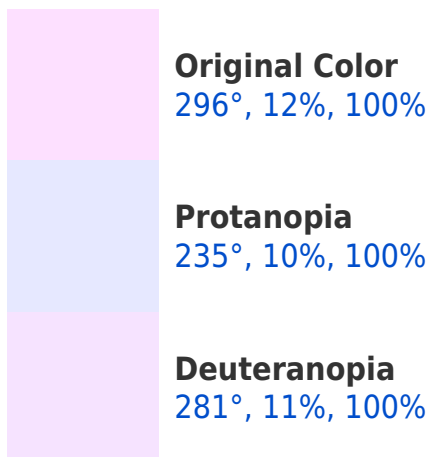 Original Color
296°, 12%, 100%
Protanopia
235°, 10%, 100%
Deuteranopia
281°, 11%, 100%